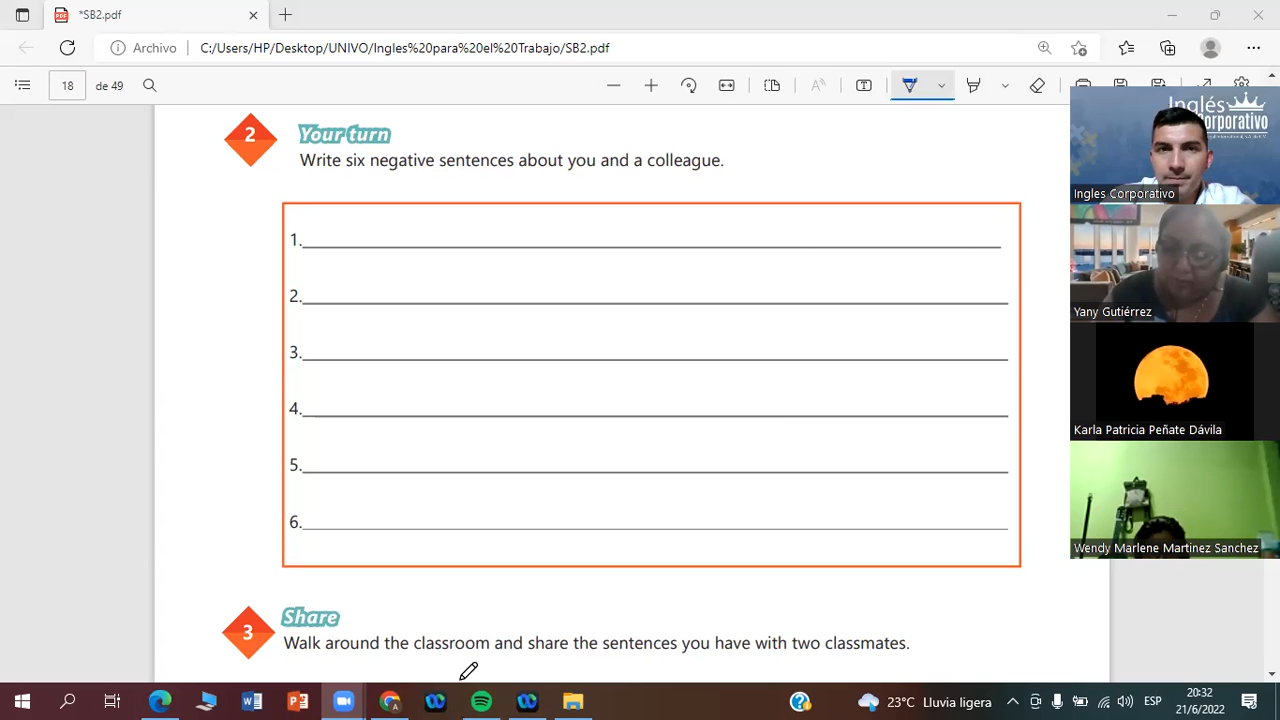 *SB2.pdf
Archivo
C:/Users/HP/Desktop/UNIVO/Ingles%20para%20el%20Trabajo/SB2.pdf
18
de 49
2
Your turn
Write six negative sentences about you and a colleague.
1.
2.
3.
4.
5.
6.
3
Share
Walk around the classroom and share the sentences you have with two classmates.
Inglés
Corporativo
Ingles Corporativo
Yany Gutiérrez
Karla Patricia Peñate Dávila
Wendy Marlene Martinez Sanchez
23°C Lluvia ligera
ESP
20:32
21/6/2022